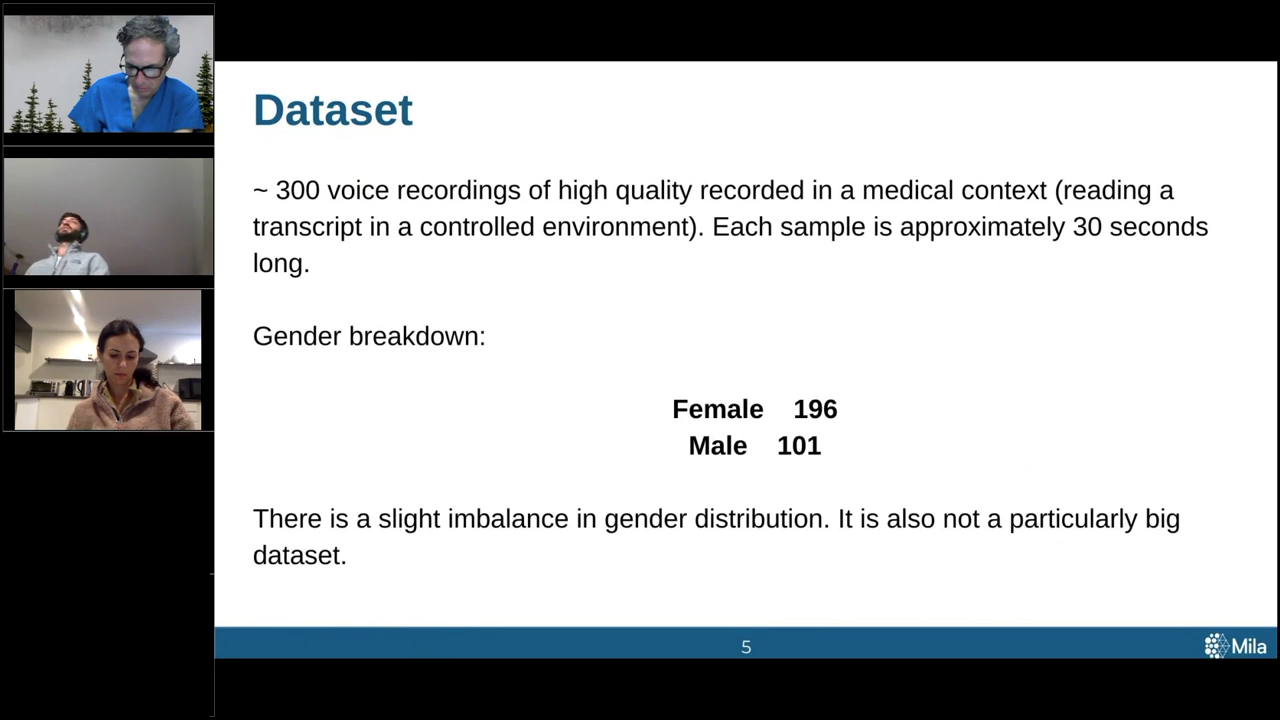 Dataset
~ 300 voice recordings of high quality recorded in a medical context (reading a
transcript in a controlled environment). Each sample is approximately 30 seconds
long.
Gender breakdown:
Female 196
Male 101
There is a slight imbalance in gender distribution. It is also not a particularly big
dataset.
5
Mila